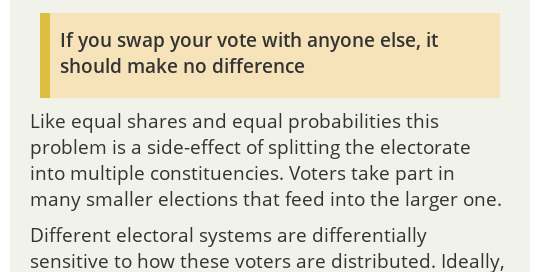 If you swap your vote with anyone else, it
should make no difference
Like equal shares and equal probabilities this
problem is a side-effect of splitting the electorate
into multiple constituencies. Voters take part in
many smaller elections that feed into the larger one.
Different electoral systems are differentially
sensitive to how these voters are distributed. Ideally,